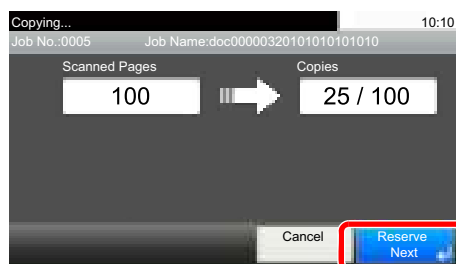 Copying...
10:10
Job No.:0005 Job Name:doc00000320101010101010
Scanned Pages
Copies
100
25 / 100
Cancel
Reserve
Next